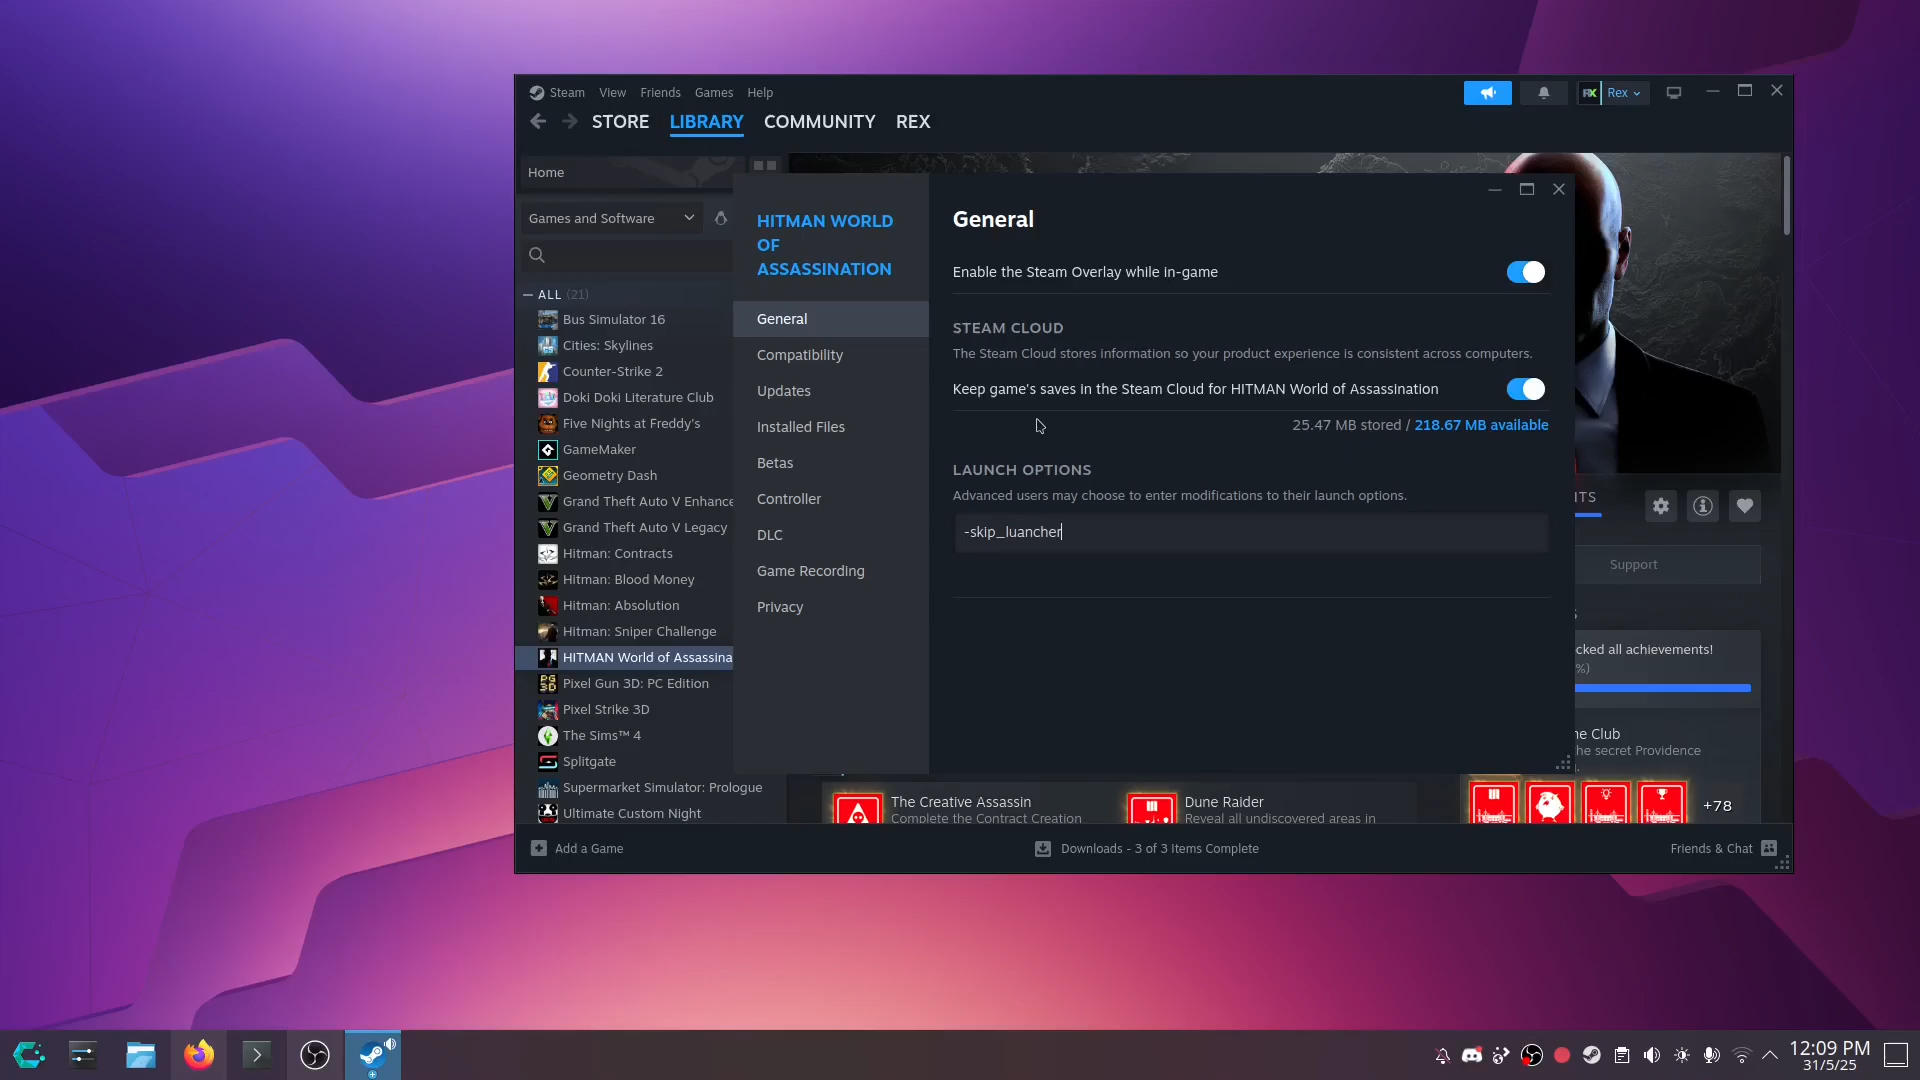 Steam View Friends Games Help
Rex
STORE LIBRARY COMMUNITY REX
Home
Games and Software
ALL (21)
Bus Simulator 16
Cities: Skylines
Counter-Strike 2
Doki Doki Literature Club
Five Nights at Freddy's
GameMaker
Geometry Dash
Grand Theft Auto V Enhance
Grand Theft Auto V Legacy
Hitman: Contracts
Hitman: Blood Money
Hitman: Absolution
Hitman: Sniper Challenge
HITMAN World of Assassina
Pixel Gun 3D: PC Edition
Pixel Strike 3D
The Sims™ 4
Splitgate
Supermarket Simulator: Prologue
Ultimate Custom Night
HITMAN WORLD
OF
ASSASSINATION
General
Compatibility
Updates
Installed Files
Betas
Controller
DLC
Game Recording
Privacy
General
Enable the Steam Overlay while in-game
STEAM CLOUD
The Steam Cloud stores information so your product experience is consistent across computers.
Keep game's saves in the Steam Cloud for HITMAN World of Assassination
25.47 MB stored / 218.67 MB available
LAUNCH OPTIONS
Advanced users may choose to enter modifications to their launch options.
-skip_luancher
NTS
Support
cked all achievements!
%)
ne Club
he secret Providence
+78
The Creative Assassin
Complete the Contract Creation
Dune Raider
Reveal all undiscovered areas in
Add a Game
Downloads - 3 of 3 Items Complete
Friends & Chat
12:09 PM
31/5/25